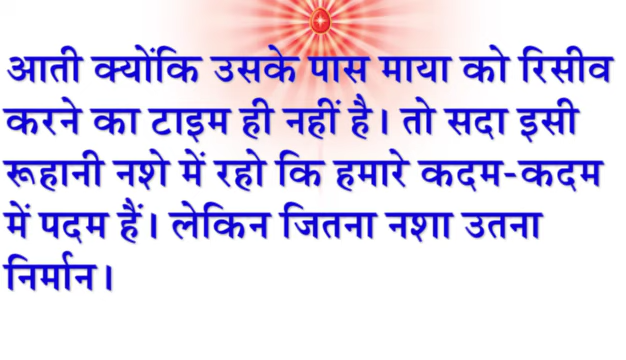 आती क्योंकि उसके पास माया को रिसीव
करने का टाइम ही नहीं है। तो सदा इसी
रूहानी नशे में रहो कि हमारे कदम-कदम
में पदम हैं। लेकिन जितना नशा उतना
निर्मान।